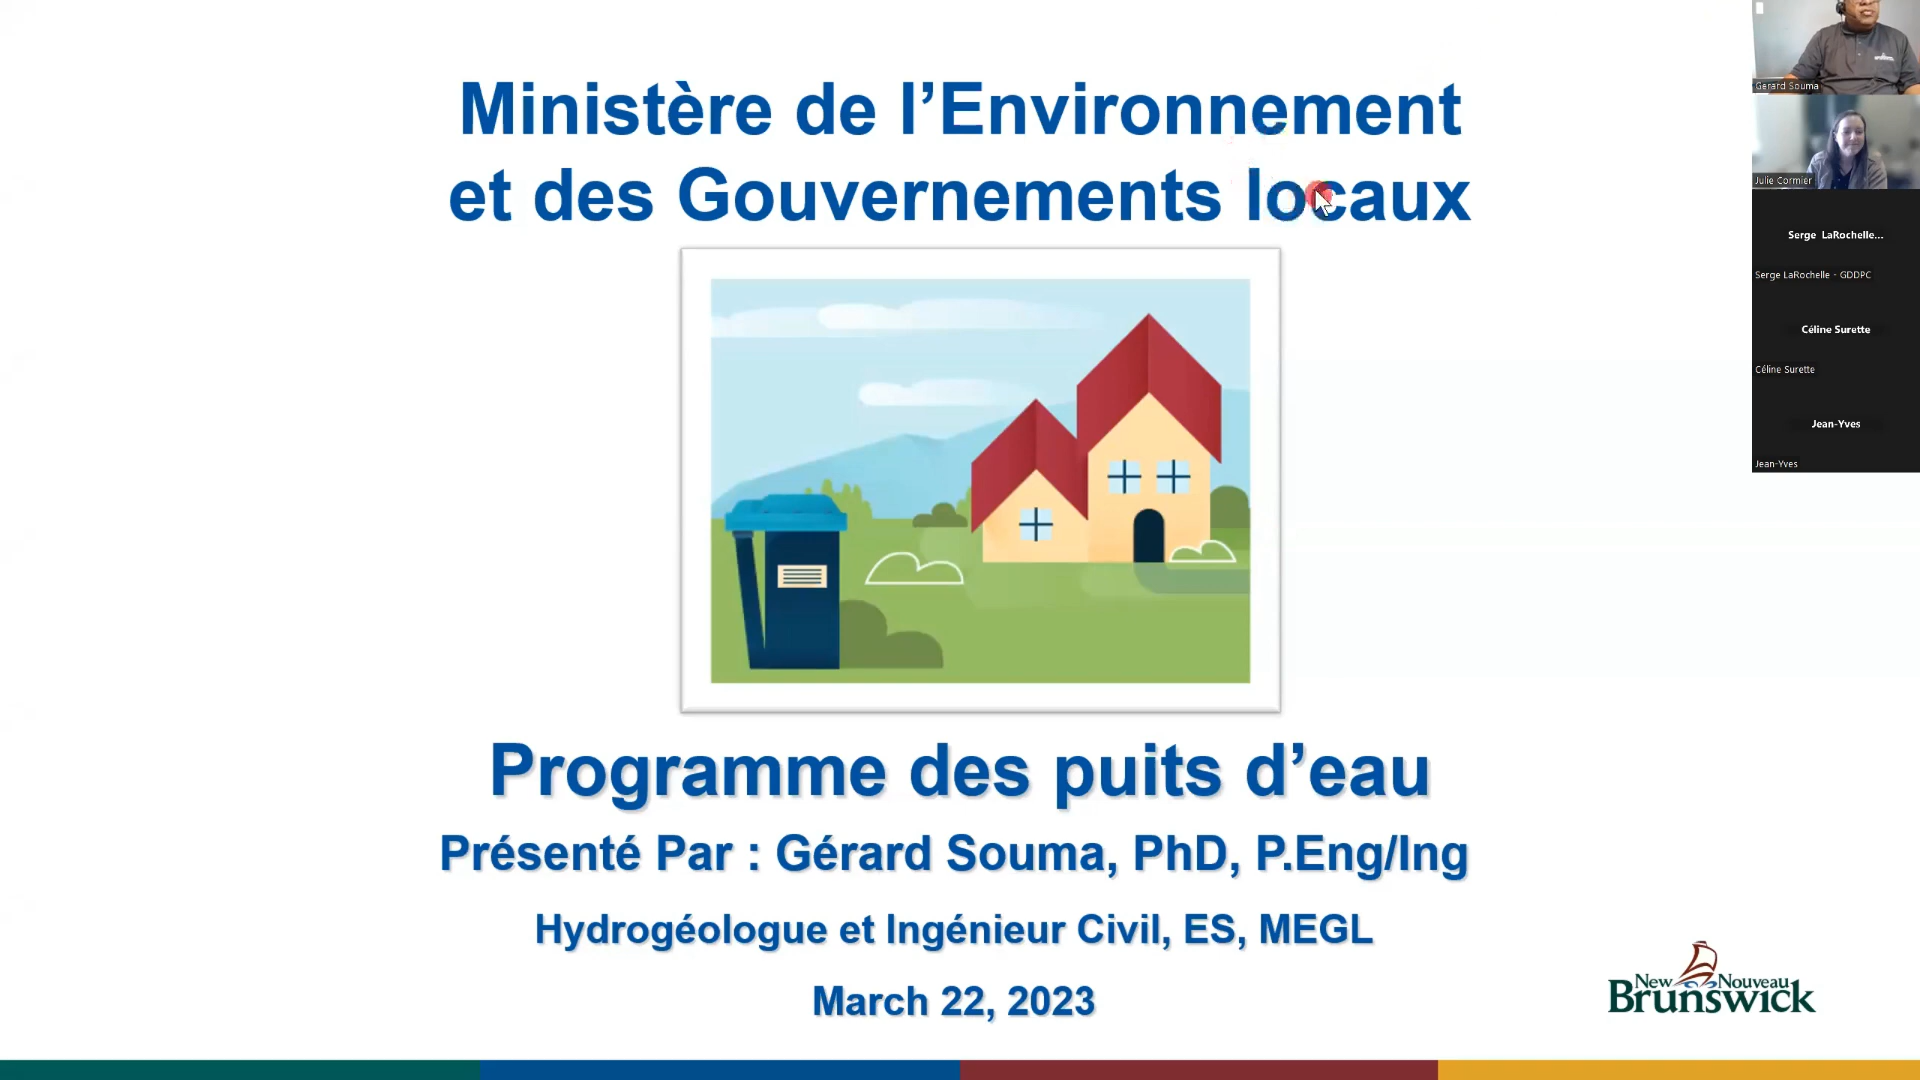 Ministère de l’Environnement
et des Gouvernements locaux
Programme des puits d’eau
Présenté Par : Gérard Souma, PhD, P.Eng/Ing
Hydrogéologue et Ingénieur Civil, ES, MEGL
March 22, 2023
New Nouveau
Brunswick
Gerard Souma
Julie Cormier
Serge LaRochelle...
Serge LaRochelle - GDDPC
Céline Surette
Céline Surette
Jean-Yves
Jean-Yves